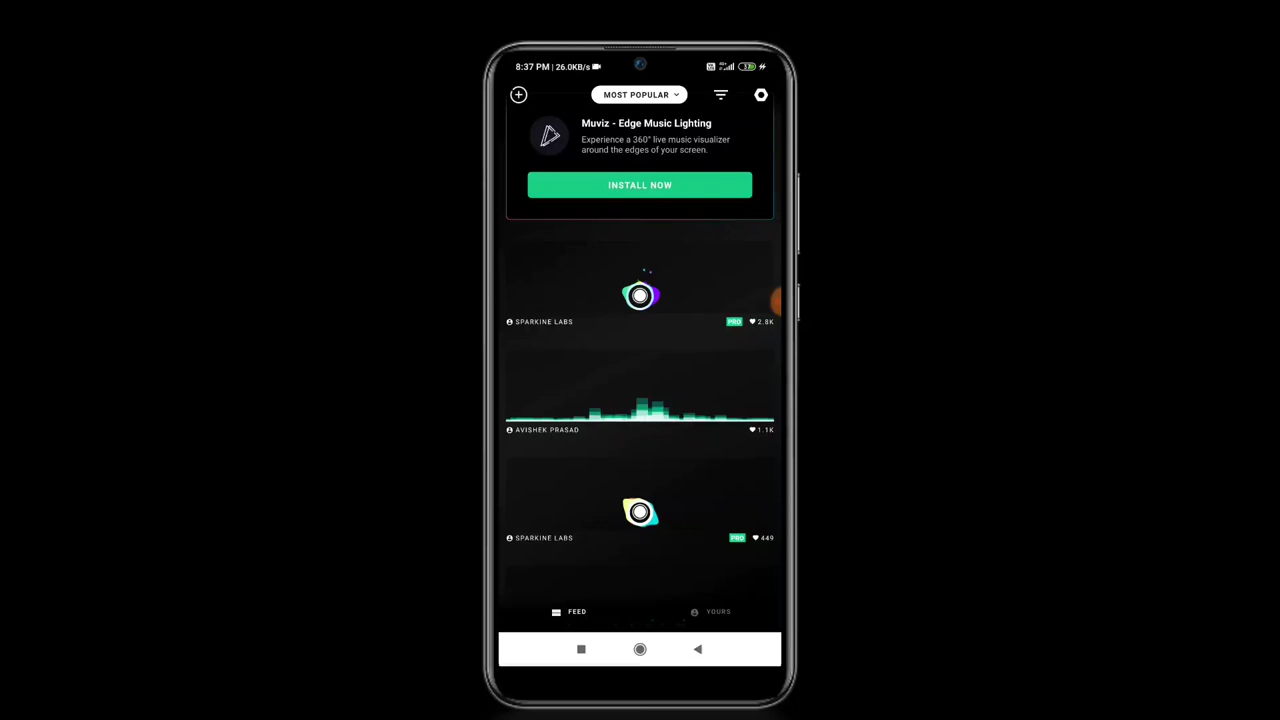 8:37 PM | 26.0KB/s
MOST POPULAR
Muviz - Edge Music Lighting
Experience a 360° live music visualizer
around the edges of your screen.
INSTALL NOW
SPARKINE LABS PRO 2.8K
AVISHEK PRASAD 1.1K
SPARKINE LABS PRO 449
FEED YOURS